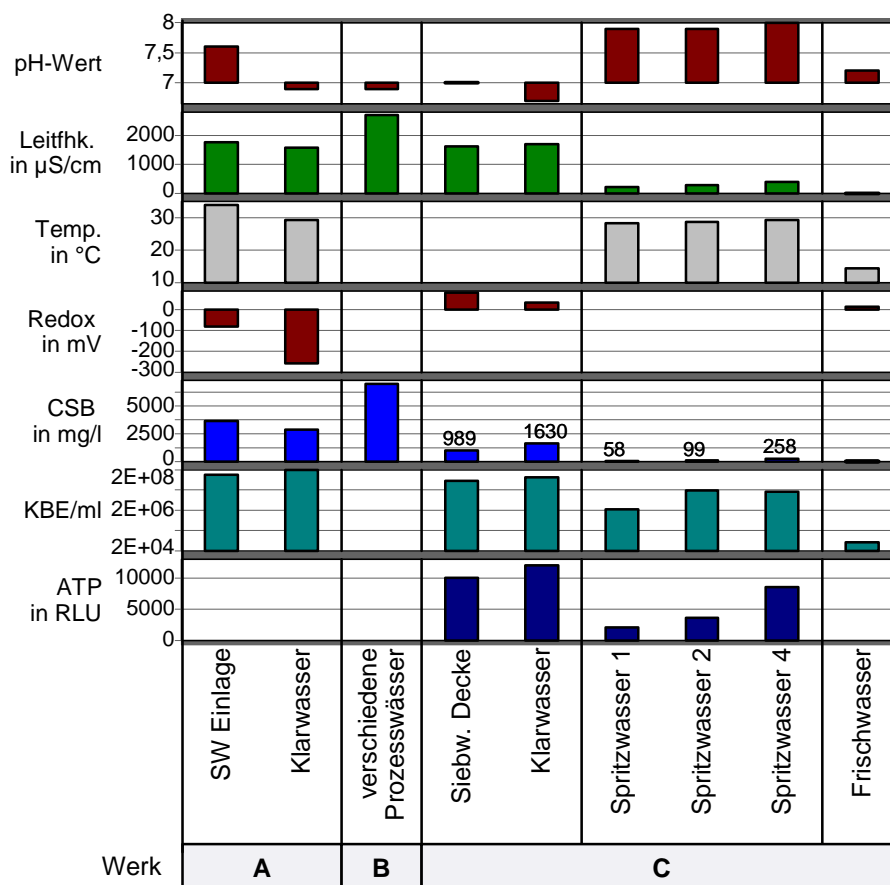 pH-Wert
8
7,5
7
Leitfhk.
in µS/cm
2000
1000
0
Temp.
in °C
30
20
10
Redox
in mV
0
-100
-200
-300
CSB
in mg/l
5000
2500
0
989
1630
58
99
258
KBE/ml
2E+08
2E+06
2E+04
ATP
in RLU
10000
5000
0
SW Einlage
Klarwasser
verschiedene
Prozesswässer
Siebw. Decke
Klarwasser
Spritzwasser 1
Spritzwasser 2
Spritzwasser 4
Frischwasser
Werk A B C